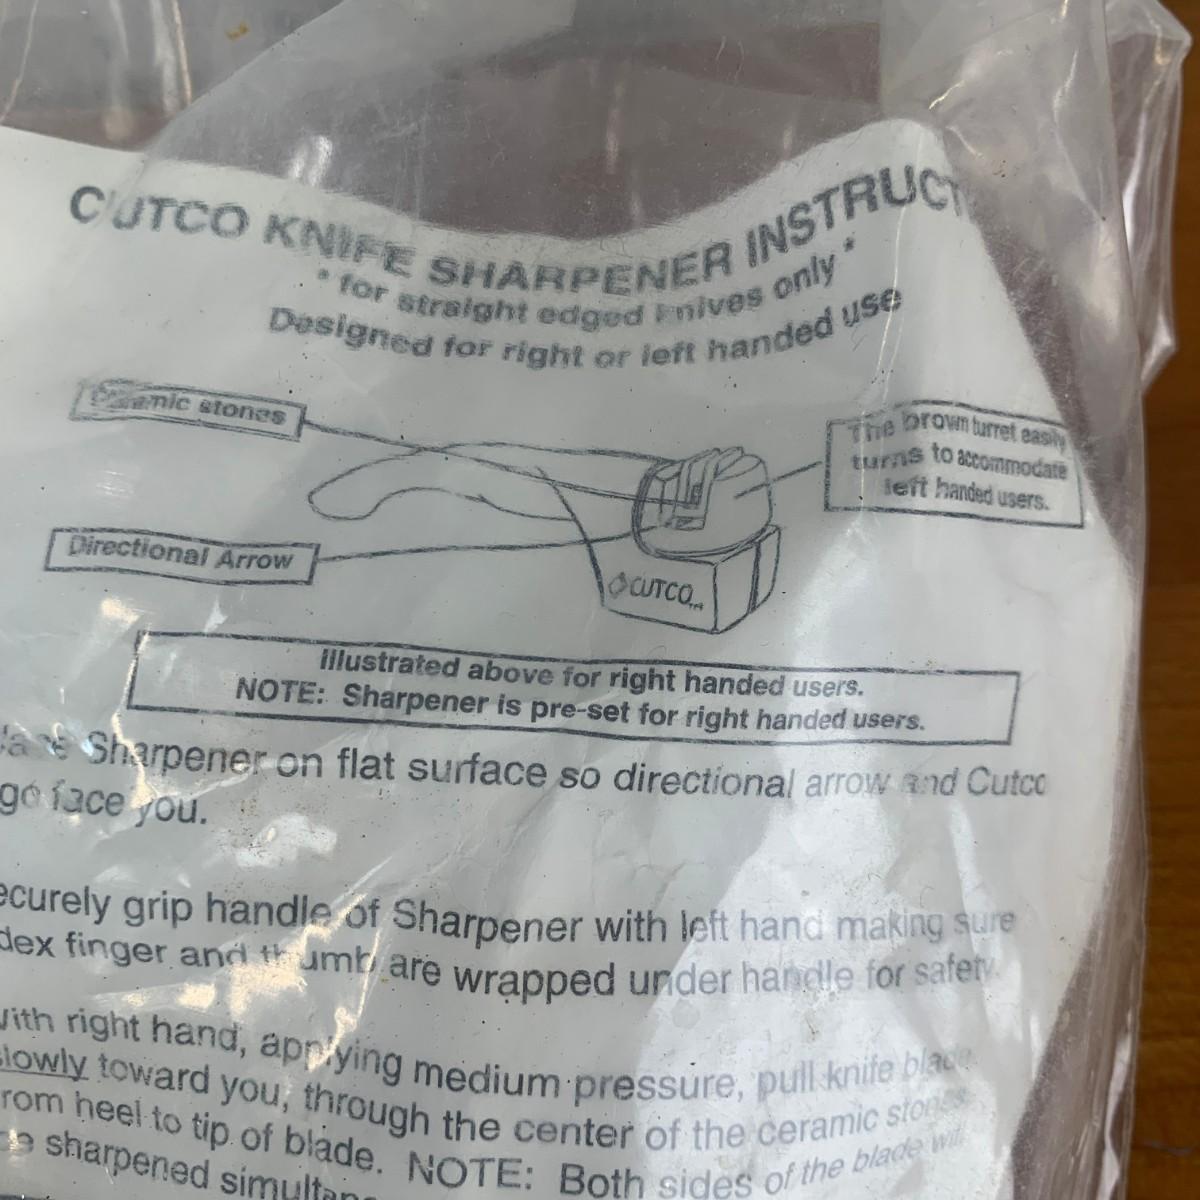 CUTCO KNIFE SHARPENER INSTRUCT
* for straight edged knives only *
Designed for right or left handed use
Ceramic stones
The brown turret easily
turns to accommodate
left handed users.
Directional Arrow
CUTCO
Illustrated above for right handed users.
NOTE: Sharpener is pre-set for right handed users.
lace Sharpener on flat surface so directional arrow and Cutco
go face you.
ecurely grip handle of Sharpener with left hand making sure
dex finger and thumb are wrapped under handle for safety.
ith right hand, applying medium pressure, pull knife blade
slowly toward you, through the center of the ceramic stones
rom heel to tip of blade. NOTE: Both sides of the blade will
e sharpened simultan